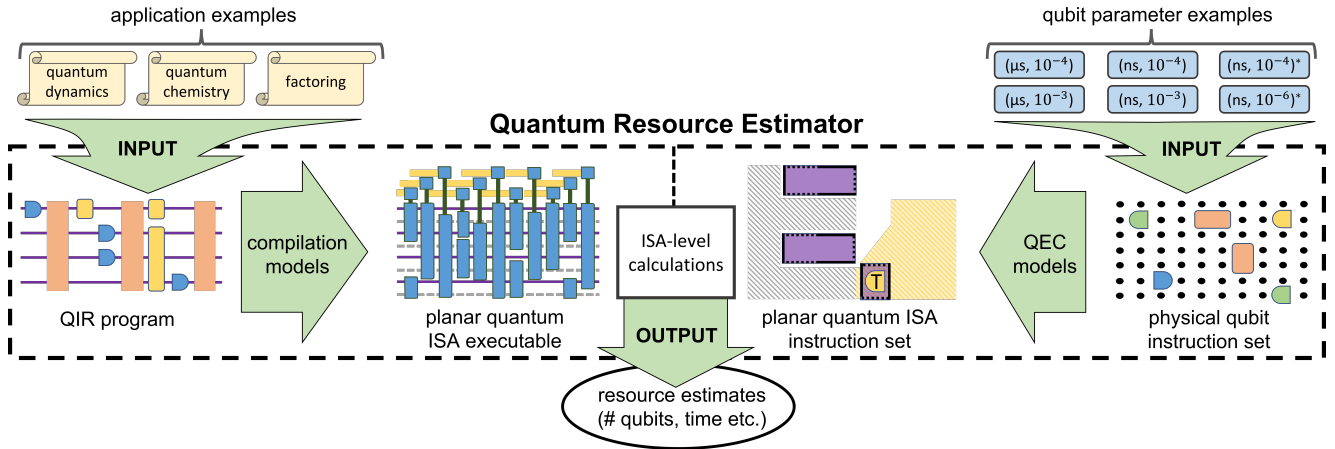 application examples
qubit parameter examples
quantum
dynamics
quantum
chemistry
factoring
(μs, 10⁻⁴)
(ns, 10⁻⁴)
(ns, 10⁻⁴)*
(μs, 10⁻³)
(ns, 10⁻³)
(ns, 10⁻⁶)*
Quantum Resource Estimator
INPUT
INPUT
compilation
models
ISA-level
calculations
QEC
models
T
QIR program
planar quantum
ISA executable
OUTPUT
planar quantum ISA
instruction set
physical qubit
instruction set
resource estimates
(# qubits, time etc.)